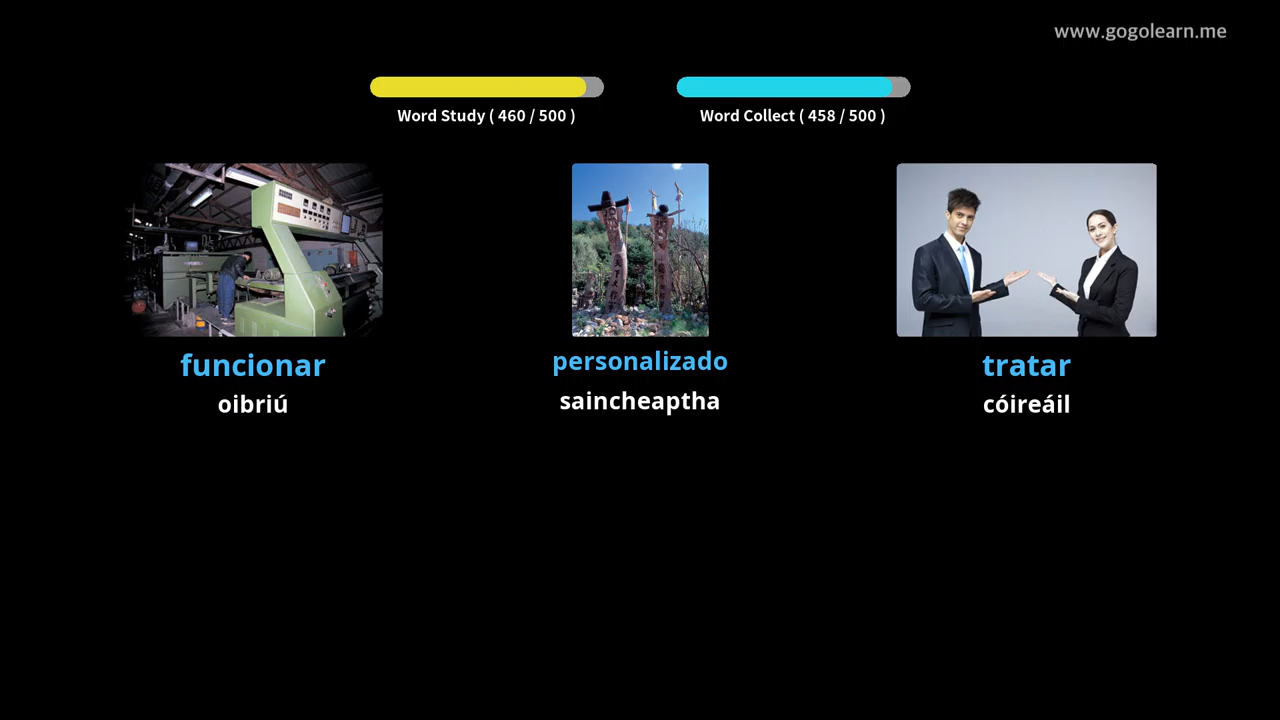 www.gogolearn.me
Word Study ( 460 / 500 )
Word Collect ( 458 / 500 )
funcionar
oibriú
personalizado
saincheaptha
tratar
cóireáil